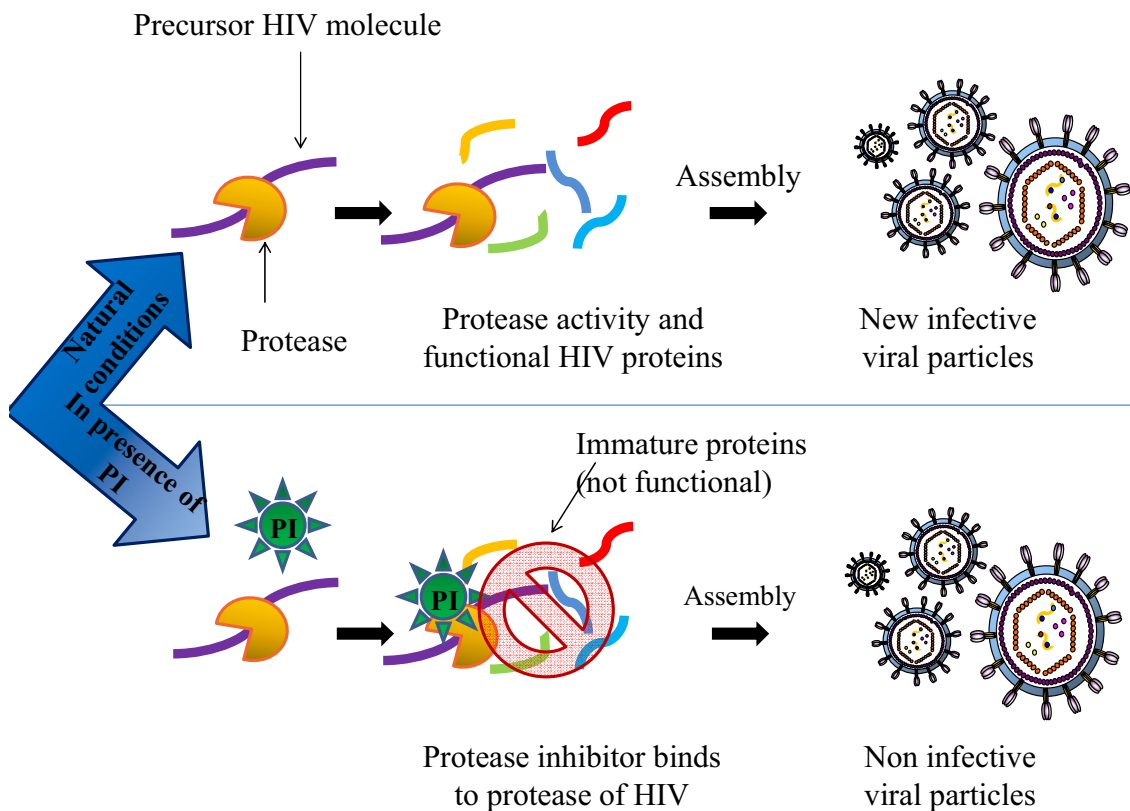 Precursor HIV molecule
Assembly
Natural
conditions
Protease
Protease activity and
functional HIV proteins
New infective
viral particles
In presence of
PI
Immature proteins
(not functional)
PI
PI
Assembly
Protease inhibitor binds
to protease of HIV
Non infective
viral particles